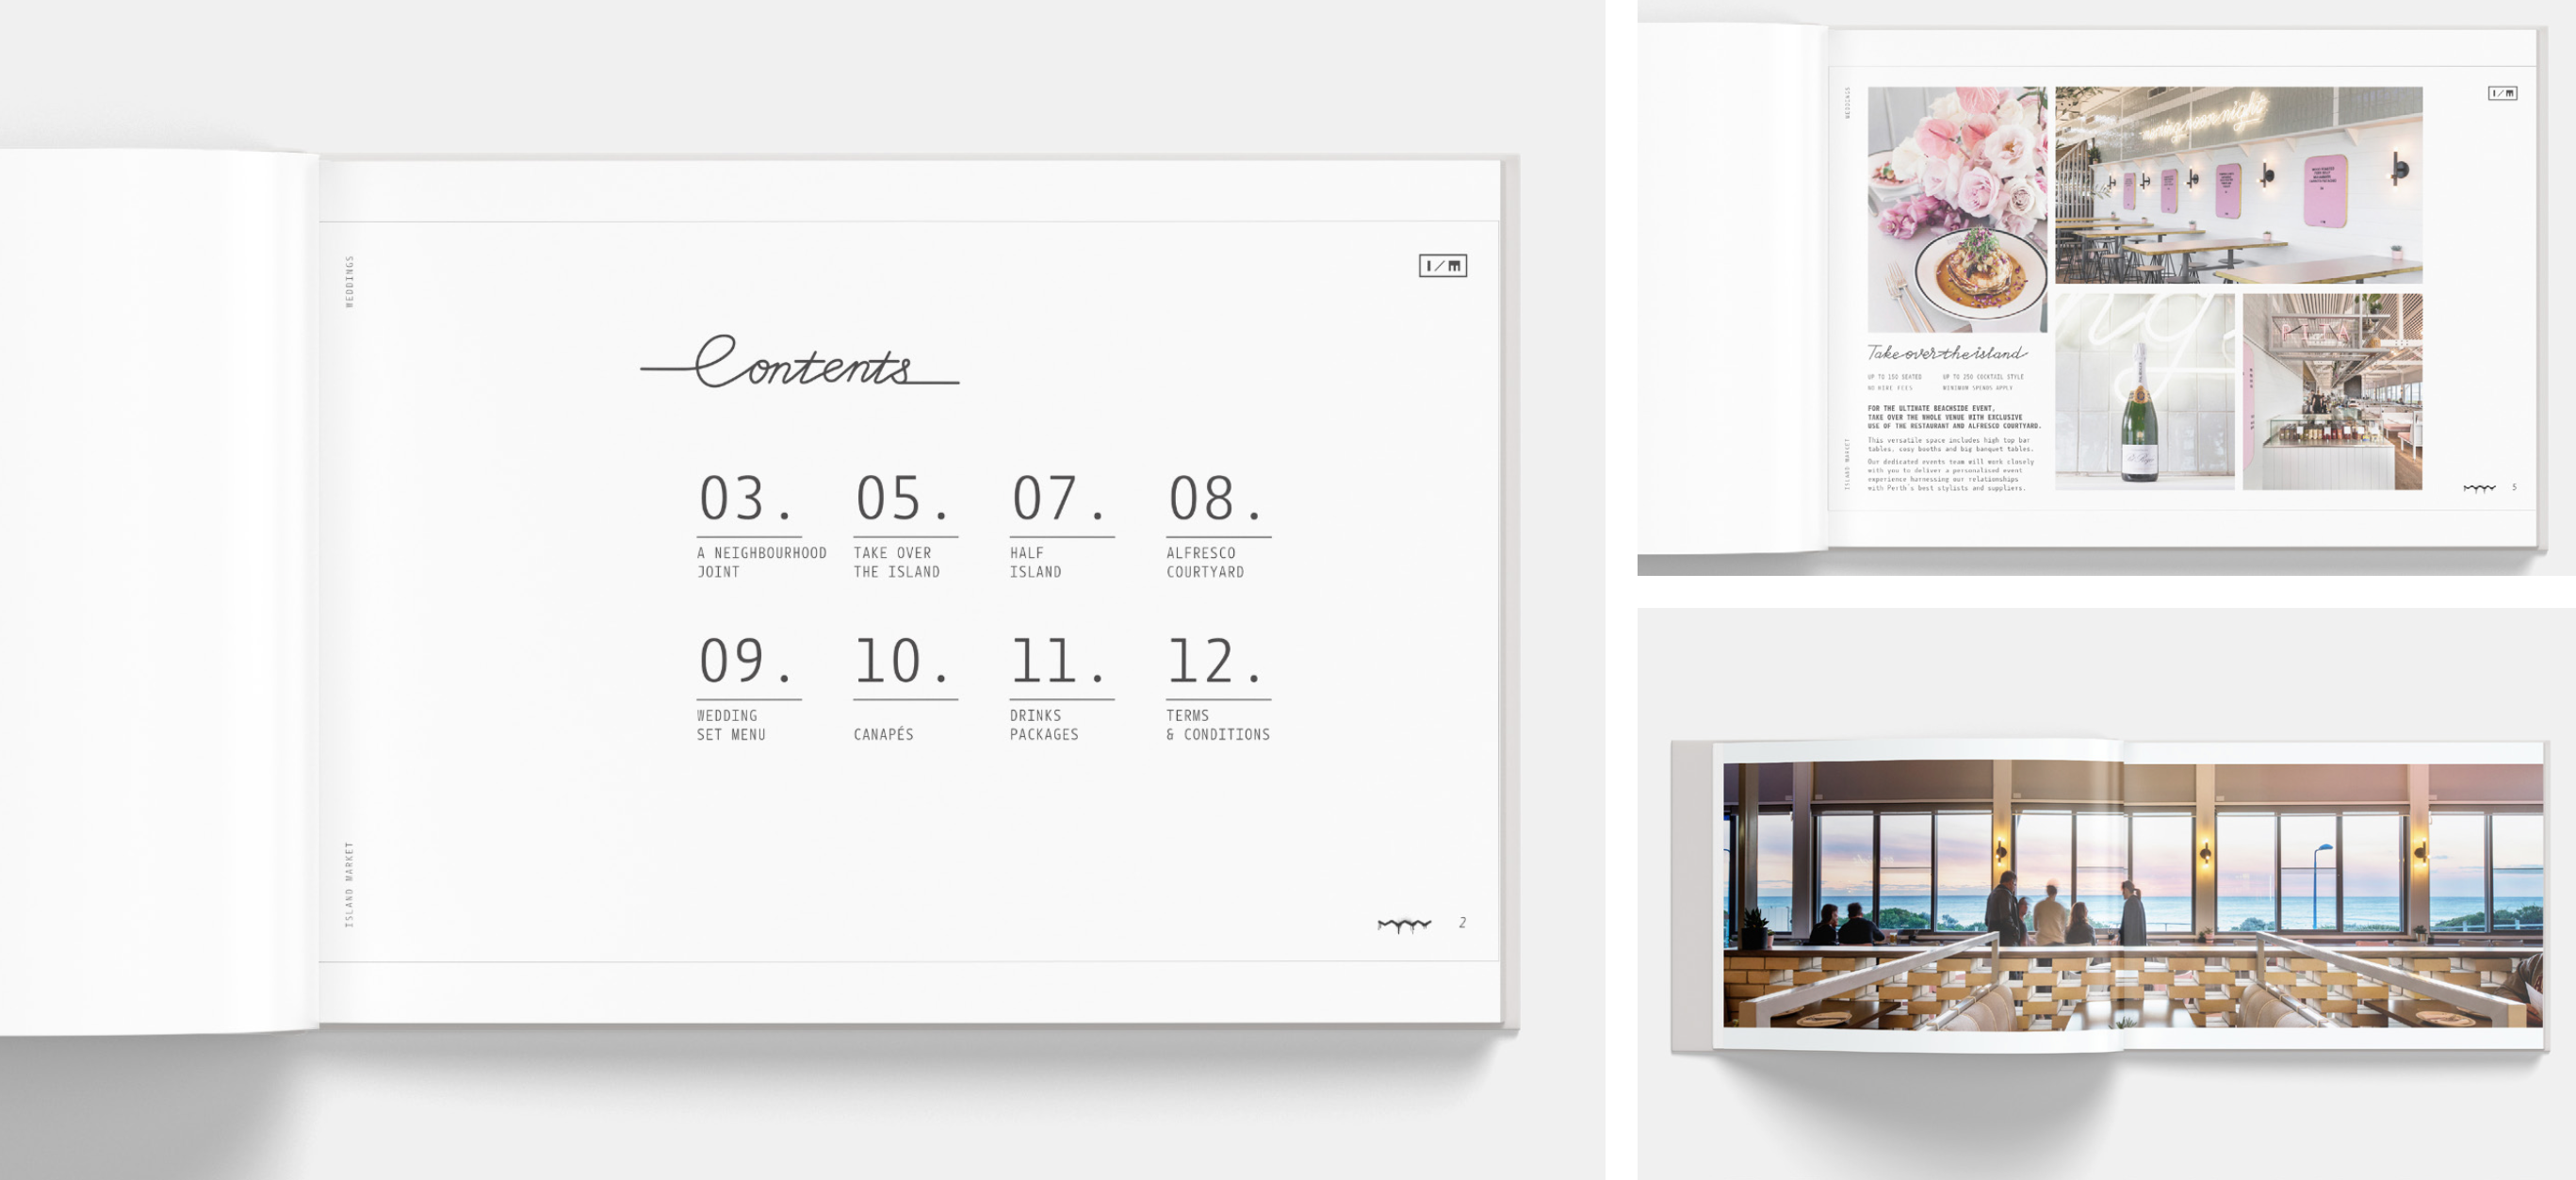 WEDDINGS
I/M
Contents
03.
A NEIGHBOURHOOD
JOINT
05.
TAKE OVER
THE ISLAND
07.
HALF
ISLAND
08.
ALFRESCO
COURTYARD
09.
WEDDING
SET MENU
10.
CANAPÉS
11.
DRINKS
PACKAGES
12.
TERMS
& CONDITIONS
ISLAND MARKET
2
WEDDINGS
I/M
night
RITA
Take over the island
UP TO 150 SEATED
NO HIRE FEES
UP TO 250 COCKTAIL STYLE
MINIMUM SPENDS APPLY
FOR THE ULTIMATE BEACHSIDE EVENT,
TAKE OVER THE WHOLE VENUE WITH EXCLUSIVE
USE OF THE RESTAURANT AND ALFRESCO COURTYARD.
This versatile space includes high top bar
tables, cosy booths and big banquet tables.
Our dedicated events team will work closely
with you to deliver a personalised event
experience harnessing our relationships
with Perth's best stylists and suppliers.
ISLAND MARKET
5